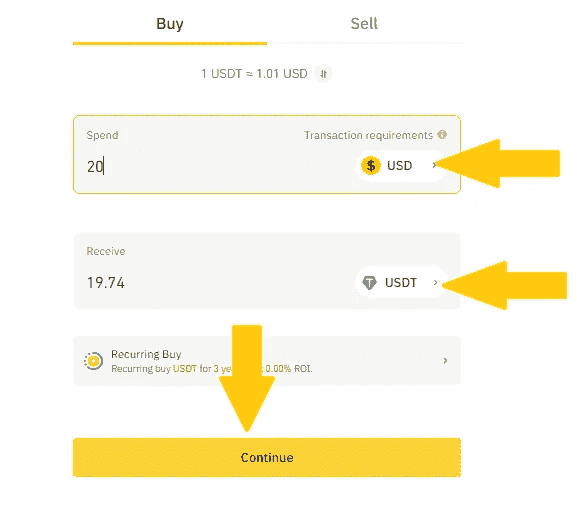 Buy
Sell
1 USDT ≈ 1.01 USD
Spend
Transaction requirements
20
$ USD
Receive
19.74
USDT
Recurring Buy
Recurring buy USDT for 3 ye 0.00% ROI.
Continue